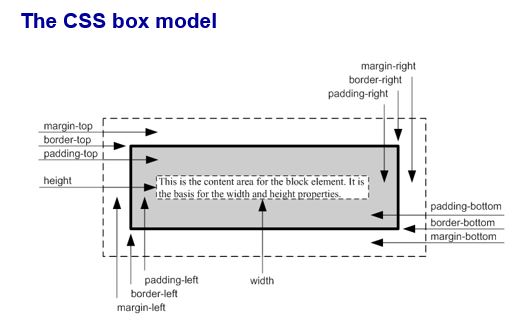 The CSS box model
margin-right
border-right
padding-right
margin-top
border-top
padding-top
height
This is the content area for the block element. It is
the basis for the width and height properties.
padding-bottom
border-bottom
margin-bottom
padding-left
width
border-left
margin-left